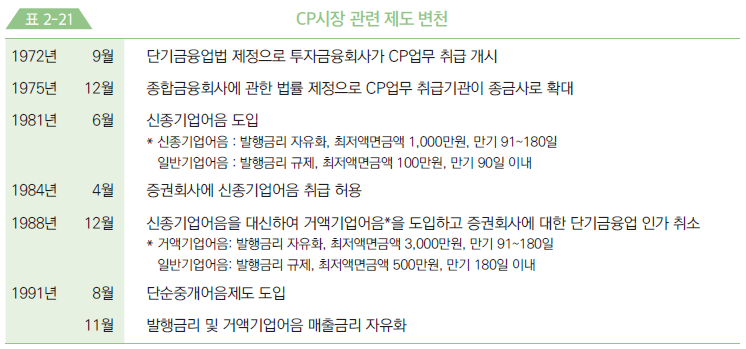 표 2-21 CP시장 관련 제도 변천
1972년 9월 단기금융업법 제정으로 투자금융회사가 CP업무 취급 개시
1975년 12월 종합금융회사에 관한 법률 제정으로 CP업무 취급기관이 종금사로 확대
1981년 6월 신종기업어음 도입
* 신종기업어음 : 발행금리 자유화, 최저액면금액 1,000만원, 만기 91~180일
일반기업어음 : 발행금리 규제, 최저액면금액 100만원, 만기 90일 이내
1984년 4월 증권회사에 신종기업어음 취급 허용
1988년 12월 신종기업어음을 대신하여 거액기업어음*을 도입하고 증권회사에 대한 단기금융업 인가 취소
* 거액기업어음: 발행금리 자유화, 최저액면금액 3,000만원, 만기 91~180일
일반기업어음: 발행금리 규제, 최저액면금액 500만원, 만기 180일 이내
1991년 8월 단순중개어음제도 도입
11월 발행금리 및 거액기업어음 매출금리 자유화